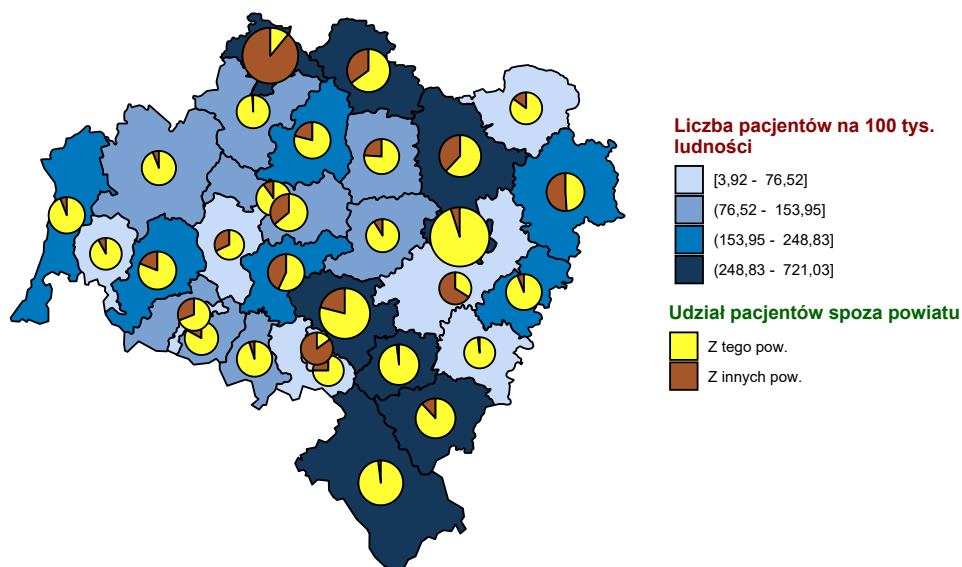 Liczba pacjentów na 100 tys.
ludności
[3,92 - 76,52]
(76,52 - 153,95]
(153,95 - 248,83]
(248,83 - 721,03]
Udział pacjentów spoza powiatu
Z tego pow.
Z innych pow.